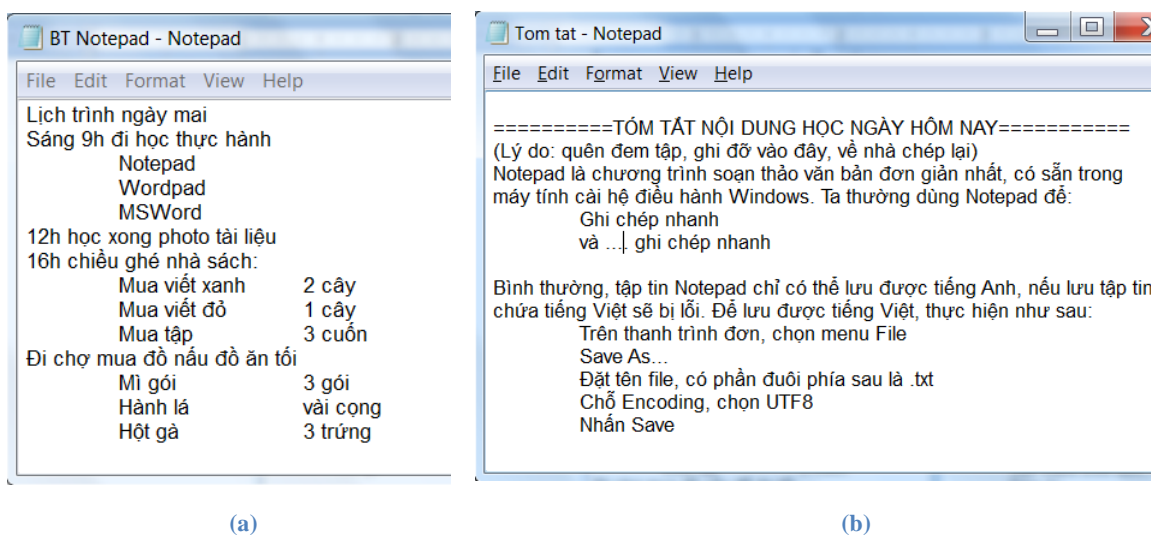 BT Notepad - Notepad
File Edit Format View Help
Lịch trình ngày mai
Sáng 9h đi học thực hành
Notepad
Wordpad
MSWord
12h học xong photo tài liệu
16h chiều ghé nhà sách:
Mua viết xanh 2 cây
Mua viết đỏ 1 cây
Mua tập 3 cuốn
Đi chợ mua đồ nấu đồ ăn tối
Mì gói 3 gói
Hành lá vài cọng
Hột gà 3 trứng
(a)
Tom tat - Notepad
File Edit Format View Help
==========TÓM TẮT NỘI DUNG HỌC NGÀY HÔM NAY===========
(Lý do: quên đem tập, ghi đỡ vào đây, về nhà chép lại)
Notepad là chương trình soạn thảo văn bản đơn giản nhất, có sẵn trong
máy tính cài hệ điều hành Windows. Ta thường dùng Notepad để:
Ghi chép nhanh
và .... ghi chép nhanh
Bình thường, tập tin Notepad chỉ có thể lưu được tiếng Anh, nếu lưu tập tin
chứa tiếng Việt sẽ bị lỗi. Để lưu được tiếng Việt, thực hiện như sau:
Trên thanh trình đơn, chọn menu File
Save As...
Đặt tên file, có phần đuôi phía sau là .txt
Chỗ Encoding, chọn UTF8
Nhấn Save
(b)